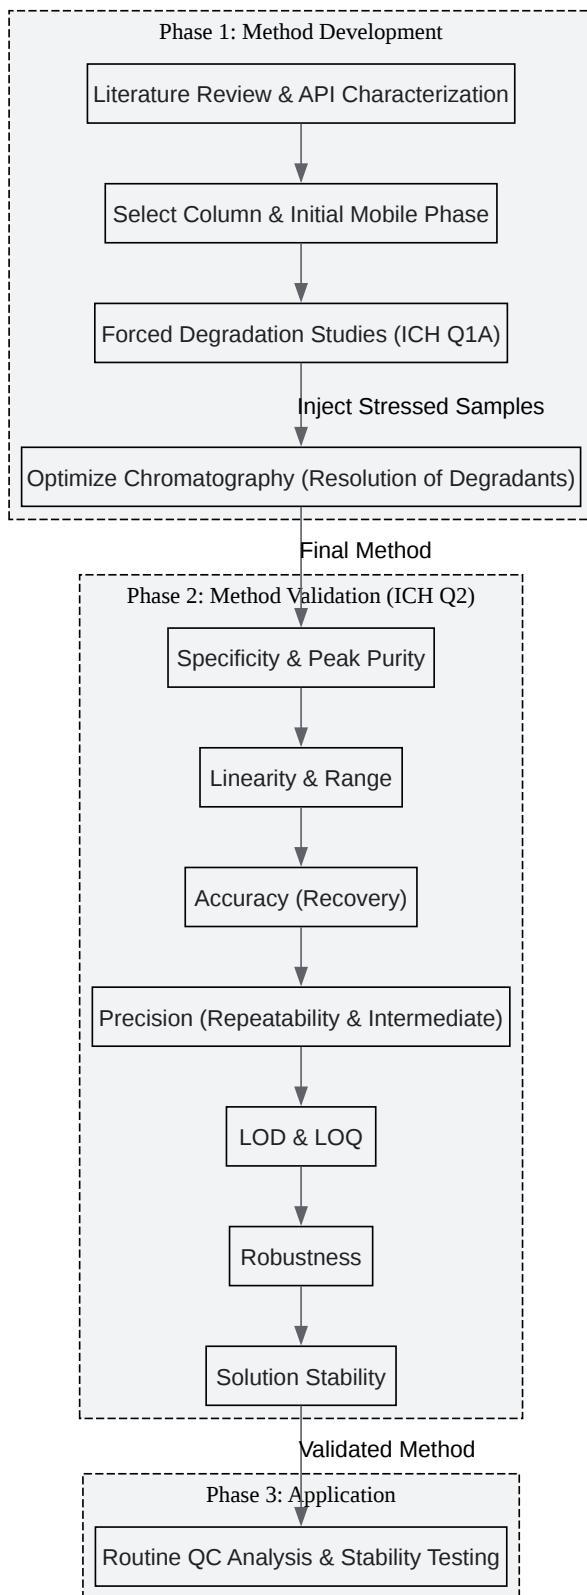 Phase 1: Method Development
Literature Review & API Characterization
Select Column & Initial Mobile Phase
Forced Degradation Studies (ICH Q1A)
Inject Stressed Samples
Optimize Chromatography (Resolution of Degradants)
Final Method
Phase 2: Method Validation (ICH Q2)
Specificity & Peak Purity
Linearity & Range
Accuracy (Recovery)
Precision (Repeatability & Intermediate)
LOD & LOQ
Robustness
Solution Stability
Validated Method
Phase 3: Application
Routine QC Analysis & Stability Testing